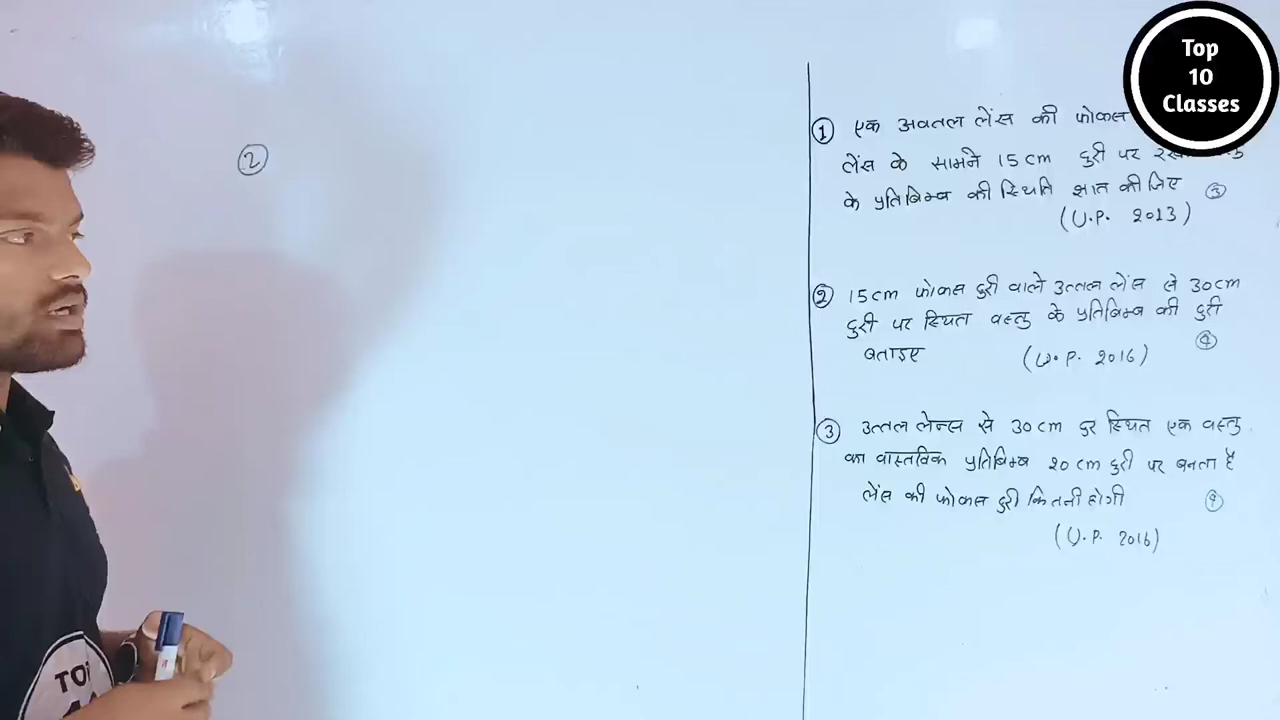 Top
10
Classes
②
① एक अवतल लेंस की फोकस
लेंस के सामने 15 cm दुरी पर
के प्रतिबिम्ब की स्थिति ज्ञात कीजिए ③
(U.P. 2013)
② 15 cm फोकस दुरी वाले उत्तल लेंस से 30 cm
दुरी पर स्थित वस्तु के प्रतिबिम्ब की दुरी
बताइए ④
(U.P. 2016)
③ उत्तल लेन्स से 30 cm दुर स्थित एक वस्तु
का वास्तविक प्रतिबिम्ब 20 cm दुरी पर बनता है
लेंस की फोकस दुरी कितनी होगी
(U.P. 2016)